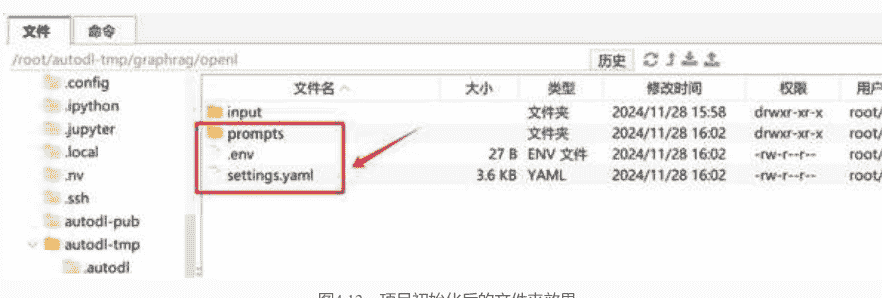 文件 命令
/root/autodl-tmp/graphrag/openl 历史
文件名 大小 类型 修改时间 权限 用户
.config
.ipython
.jupyter
.local
.nv
.ssh
autodl-pub
autodl-tmp
.autodl
input 文件夹 2024/11/28 15:58 drwxr-xr-x root/
prompts 文件夹 2024/11/28 16:02 drwxr-xr-x root/
.env 27 B ENV 文件 2024/11/28 16:02 -rw-r--r-- root/
settings.yaml 3.6 KB YAML 2024/11/28 16:02 -rw-r--r-- root/